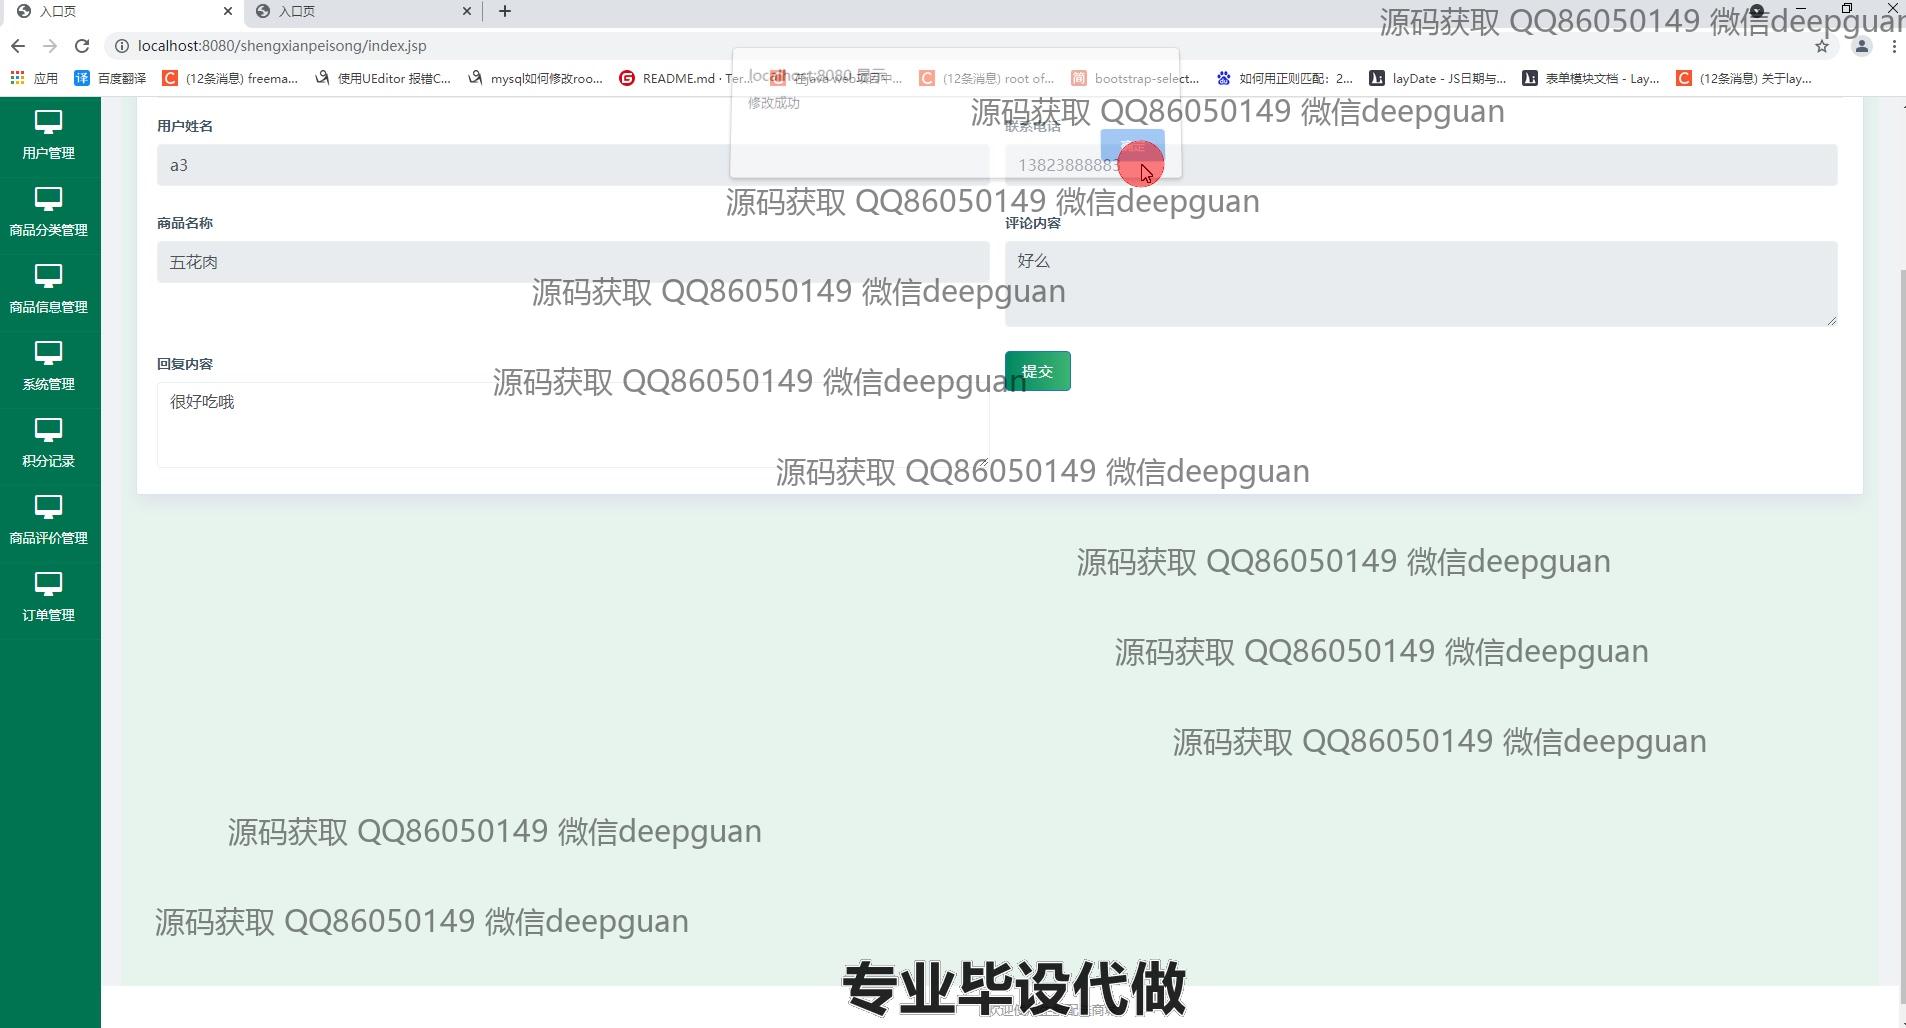 入口页
入口页
源码获取 QQ86050149 微信deepguan
localhost:8080/shengxianpeisong/index.jsp
应用
百度翻译
(12条消息) freema...
使用UEditor 报错C...
mysql如何修改roo...
README.md · Ter...
在java web项目中...
(12条消息) root of...
bootstrap-select...
如何用正则匹配：2...
layDate - JS日期与...
表单模块文档 - Lay...
(12条消息) 关于lay...
localhost:8080 显示
修改成功
确定
源码获取 QQ86050149 微信deepguan
用户管理
商品分类管理
商品信息管理
系统管理
积分记录
商品评价管理
订单管理
用户姓名
a3
联系电话
13823888883
源码获取 QQ86050149 微信deepguan
商品名称
五花肉
评论内容
好么
源码获取 QQ86050149 微信deepguan
回复内容
很好吃哦
提交
源码获取 QQ86050149 微信deepguan
源码获取 QQ86050149 微信deepguan
源码获取 QQ86050149 微信deepguan
源码获取 QQ86050149 微信deepguan
源码获取 QQ86050149 微信deepguan
源码获取 QQ86050149 微信deepguan
源码获取 QQ86050149 微信deepguan
专业毕设代做